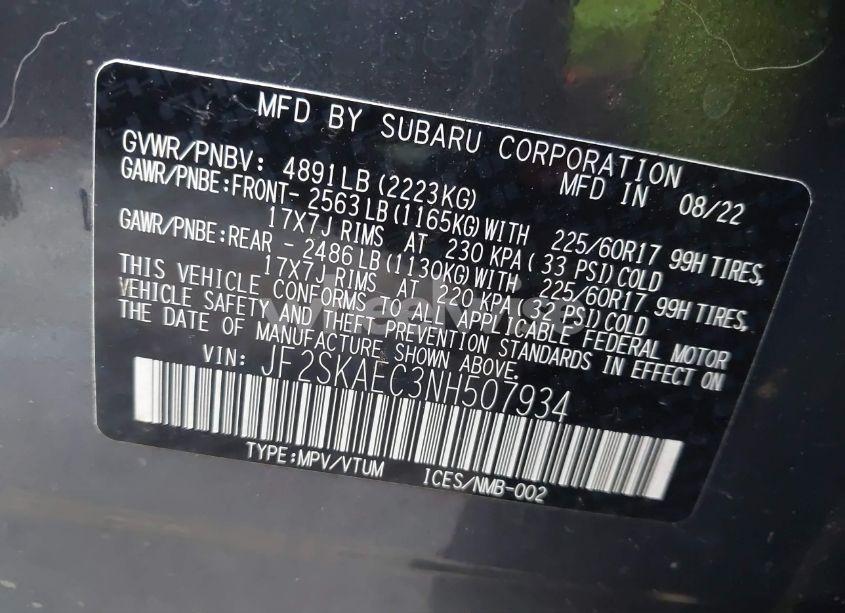 MFD BY SUBARU CORPORATION
GVWR/PNBV: 4891LB (2223KG) MFD IN 08/22
GAWR/PNBE:FRONT- 2563LB (1165KG) WITH 225/60R17 99H TIRES,
17X7J RIMS AT 230 KPA ( 33 PSI) COLD
GAWR/PNBE:REAR - 2486LB (1130KG) WITH 225/60R17 99H TIRES,
17X7J RIMS AT 220 KPA ( 32 PSI) COLD
THIS VEHICLE CONFORMS TO ALL APPLICABLE FEDERAL MOTOR
VEHICLE SAFETY AND THEFT PREVENTION STANDARDS IN EFFECT ON
THE DATE OF MANUFACTURE SHOWN ABOVE.
VIN: JF2SKAEC3NH507934
TYPE:MPV/VTUM ICES/NMB-002